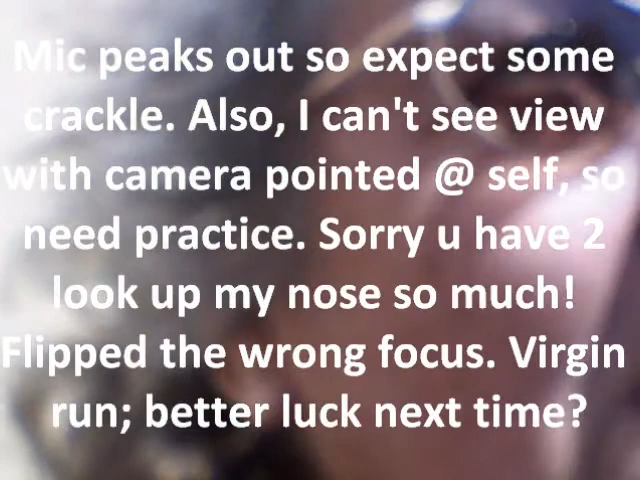 Mic peaks out so expect some
crackle. Also, I can't see view
with camera pointed @ self, so
need practice. Sorry u have 2
look up my nose so much!
Flipped the wrong focus. Virgin
run; better luck next time?